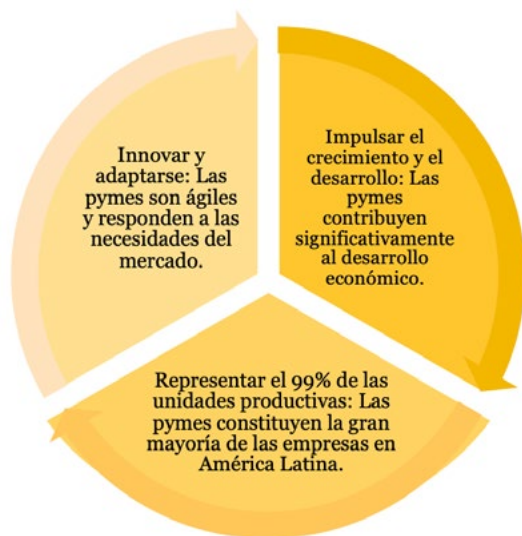 Innovar y
adaptarse: Las
pymes son ágiles
y responden a las
necesidades del
mercado.
Impulsar el
crecimiento y el
desarrollo: Las
pymes
contribuyen
significativamente
al desarrollo
económico.
Representar el 99% de las
unidades productivas: Las
pymes constituyen la gran
mayoría de las empresas en
América Latina.